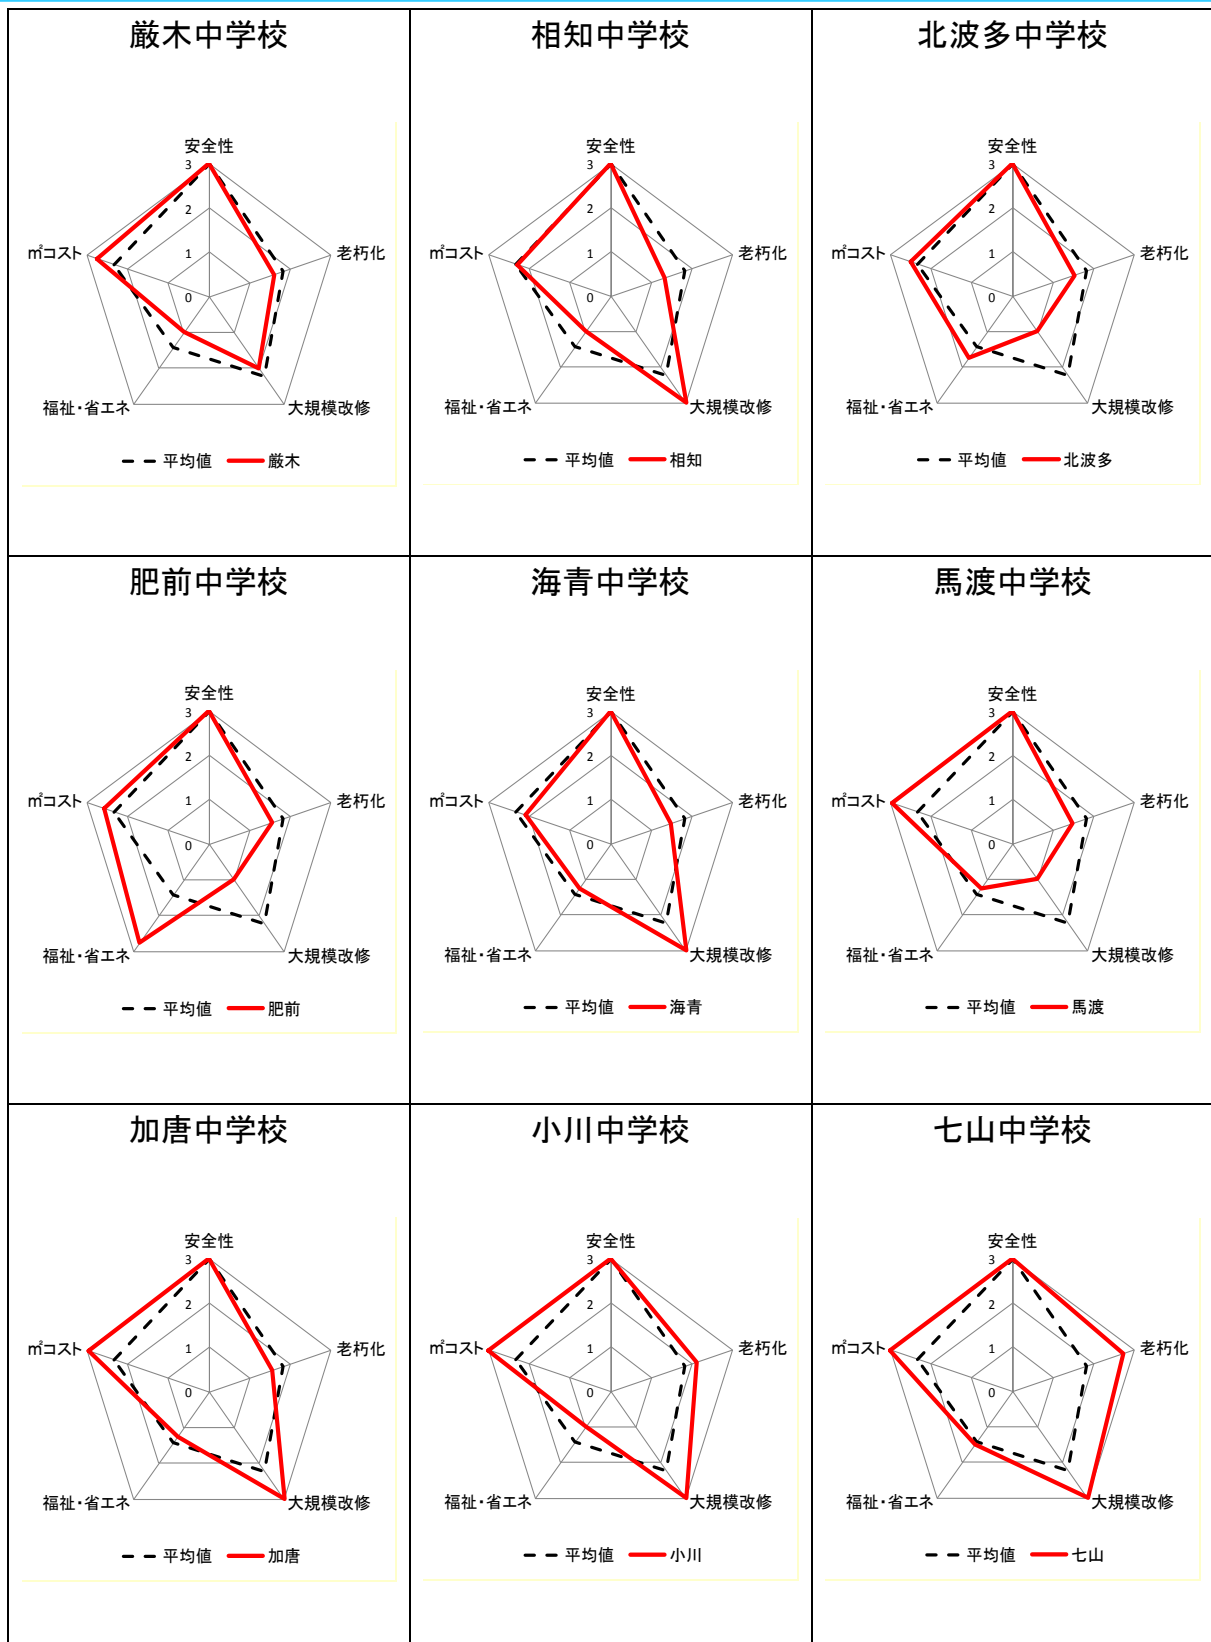 厳木中学校
安全性
3
2
1
0
㎡コスト
老朽化
福祉・省エネ
大規模改修
平均値
厳木
相知中学校
安全性
3
2
1
0
㎡コスト
老朽化
福祉・省エネ
大規模改修
平均値
相知
北波多中学校
安全性
3
2
1
0
㎡コスト
老朽化
福祉・省エネ
大規模改修
平均値
北波多
肥前中学校
安全性
3
2
1
0
㎡コスト
老朽化
福祉・省エネ
大規模改修
平均値
肥前
海青中学校
安全性
3
2
1
0
㎡コスト
老朽化
福祉・省エネ
大規模改修
平均値
海青
馬渡中学校
安全性
3
2
1
0
㎡コスト
老朽化
福祉・省エネ
大規模改修
平均値
馬渡
加唐中学校
安全性
3
2
1
0
㎡コスト
老朽化
福祉・省エネ
大規模改修
平均値
加唐
小川中学校
安全性
3
2
1
0
㎡コスト
老朽化
福祉・省エネ
大規模改修
平均値
小川
七山中学校
安全性
3
2
1
0
㎡コスト
老朽化
福祉・省エネ
大規模改修
平均値
七山